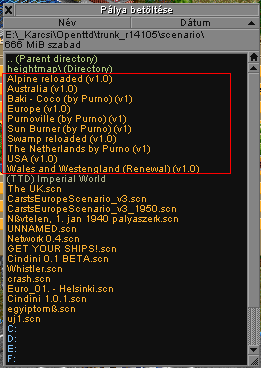 Pálya betöltése
Név Dátum
E:\_Karcsi\Openttd\trunk_r14105\scenario\
666 MiB szabad
.. (Parent directory)
heightmap\ (Directory)
Alpine reloaded (v1.0)
Australia (v1.0)
Baki - Coco (by Purno) (v1)
Europe (v1.0)
Purnoville (by Purno) (v1)
Sun Burner (by Purno) (v1)
Swamp reloaded (v1.0)
The Netherlands by Purno (v1)
USA (v1.0)
Wales and Westengland (Renewal) (v1.0)
(TTD) Imperial World
The UK.scn
CarstsEuropeScenario_v3.scn
CarstsEuropeScenario_v3_1950.scn
Névtelen, 1. jan 1940 palyaszerk.scn
UNNAMED.scn
Network 0.4.scn
GET YOUR SHIPS!.scn
Cindini 0.1 BETA.scn
Whistler.scn
crash.scn
Euro_01. - Helsinki.scn
Cindini 1.0.1.scn
egyiptomß.scn
uj1.scn
C:
D:
E:
F: